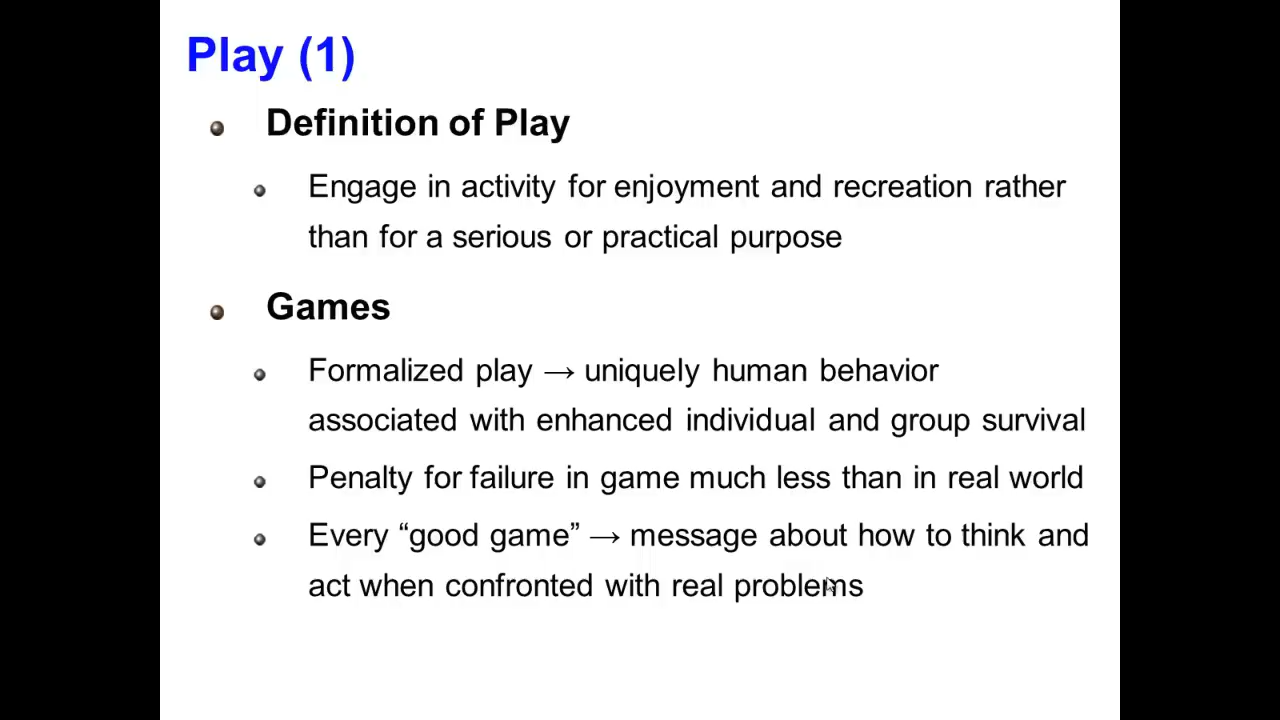 Play (1)
Definition of Play
Engage in activity for enjoyment and recreation rather
than for a serious or practical purpose
Games
Formalized play → uniquely human behavior
associated with enhanced individual and group survival
Penalty for failure in game much less than in real world
Every “good game” → message about how to think and
act when confronted with real problems